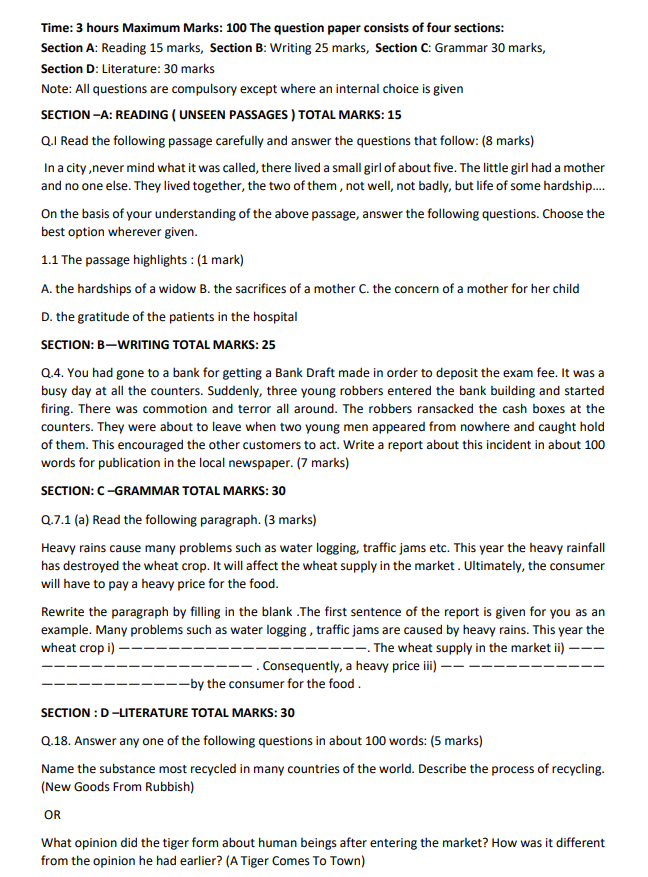 Time: 3 hours Maximum Marks: 100 The question paper consists of four sections:
Section A: Reading 15 marks, Section B: Writing 25 marks, Section C: Grammar 30 marks,
Section D: Literature: 30 marks
Note: All questions are compulsory except where an internal choice is given
SECTION –A: READING ( UNSEEN PASSAGES ) TOTAL MARKS: 15
Q.I Read the following passage carefully and answer the questions that follow: (8 marks)
In a city ,never mind what it was called, there lived a small girl of about five. The little girl had a mother
and no one else. They lived together, the two of them , not well, not badly, but life of some hardship....
On the basis of your understanding of the above passage, answer the following questions. Choose the
best option wherever given.
1.1 The passage highlights : (1 mark)
A. the hardships of a widow B. the sacrifices of a mother C. the concern of a mother for her child
D. the gratitude of the patients in the hospital
SECTION: B—WRITING TOTAL MARKS: 25
Q.4. You had gone to a bank for getting a Bank Draft made in order to deposit the exam fee. It was a
busy day at all the counters. Suddenly, three young robbers entered the bank building and started
firing. There was commotion and terror all around. The robbers ransacked the cash boxes at the
counters. They were about to leave when two young men appeared from nowhere and caught hold
of them. This encouraged the other customers to act. Write a report about this incident in about 100
words for publication in the local newspaper. (7 marks)
SECTION: C –GRAMMAR TOTAL MARKS: 30
Q.7.1 (a) Read the following paragraph. (3 marks)
Heavy rains cause many problems such as water logging, traffic jams etc. This year the heavy rainfall
has destroyed the wheat crop. It will affect the wheat supply in the market . Ultimately, the consumer
will have to pay a heavy price for the food.
Rewrite the paragraph by filling in the blank .The first sentence of the report is given for you as an
example. Many problems such as water logging , traffic jams are caused by heavy rains. This year the
wheat crop i) ————————————————————. The wheat supply in the market ii) ———
————————————————— . Consequently, a heavy price iii) —— ———————————
————————————by the consumer for the food .
SECTION : D –LITERATURE TOTAL MARKS: 30
Q.18. Answer any one of the following questions in about 100 words: (5 marks)
Name the substance most recycled in many countries of the world. Describe the process of recycling.
(New Goods From Rubbish)
OR
What opinion did the tiger form about human beings after entering the market? How was it different
from the opinion he had earlier? (A Tiger Comes To Town)